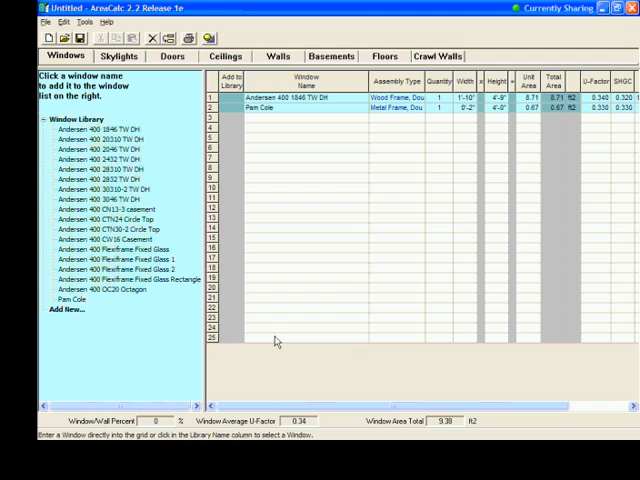 Untitled - AreaCalc 2.2 Release 1e
Currently Sharing
File Edit Tools Help
Windows Skylights Doors Ceilings Walls Basements Floors Crawl Walls
Click a window name
to add it to the window
list on the right.
Window Library
Andersen 400 1846 TW DH
Andersen 400 20310 TW DH
Andersen 400 2046 TW DH
Andersen 400 2432 TW DH
Andersen 400 28310 TW DH
Andersen 400 2832 TW DH
Andersen 400 30310-2 TW DH
Andersen 400 3046 TW DH
Andersen 400 CN13-3 casement
Andersen 400 CTN24 Circle Top
Andersen 400 CTN30-2 Circle Top
Andersen 400 CW16 Casement
Andersen 400 Flexiframe Fixed Glass
Andersen 400 Flexiframe Fixed Glass 1
Andersen 400 Flexiframe Fixed Glass 2
Andersen 400 Flexiframe Fixed Glass Rectangle
Andersen 400 OC20 Octagon
Pam Cole
Add New...
Add to Library Window Name Assembly Type Quantity Width x Height = Unit Area Total Area U-Factor SHGC
1 Andersen 400 1846 TW DH Wood Frame, Dou 1 1'-10" 4'-9" 8.71 8.71 ft2 0.340 0.320
2 Pam Cole Metal Frame, Dou 1 0'-2" 4'-0" 0.67 0.67 ft2 0.330 0.330
3
4
5
6
7
8
9
10
11
12
13
14
15
16
17
18
19
20
21
22
23
24
25
Window/Wall Percent 0 % Window Average U-Factor 0.34 Window Area Total 9.38 ft2
Enter a Window directly into the grid or click in the Library Name column to select a Window.